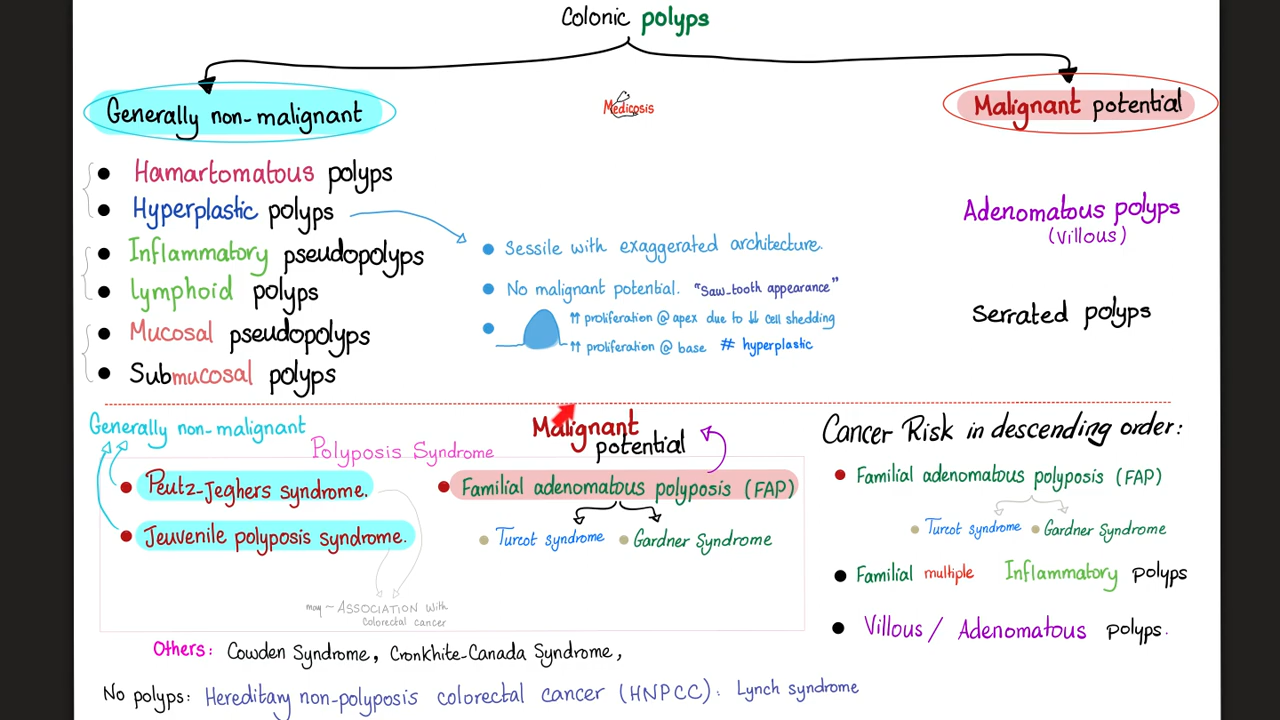 Colonic polyps
Generally non-malignant
Medicosis
Malignant potential
Hamartomatous polyps
Hyperplastic polyps
Inflammatory pseudopolyps
Lymphoid polyps
Mucosal pseudopolyps
Submucosal polyps
Sessile with exaggerated architecture.
No malignant potential. "Saw-tooth appearance"
↑↑ proliferation @ apex due to ↓↓ cell shedding
↑↑ proliferation @ base # hyperplastic
Adenomatous polyps
(Villous)
Serrated polyps
Generally non-malignant
Polyposis Syndrome
Malignant
potential
Peutz-Jeghers syndrome.
Jeuvenile polyposis syndrome.
may ~ ASSOCIATION with
colorectal cancer
Familial adenomatous polyposis (FAP)
Turcot syndrome
Gardner Syndrome
Cancer Risk in descending order:
Familial adenomatous polyposis (FAP)
Turcot syndrome
Gardner Syndrome
Familial multiple Inflammatory polyps
Villous/ Adenomatous polyps.
Others: Cowden Syndrome, Cronkhite-Canada Syndrome,
No polyps: Hereditary non-polyposis colorectal cancer (HNPCC). Lynch syndrome